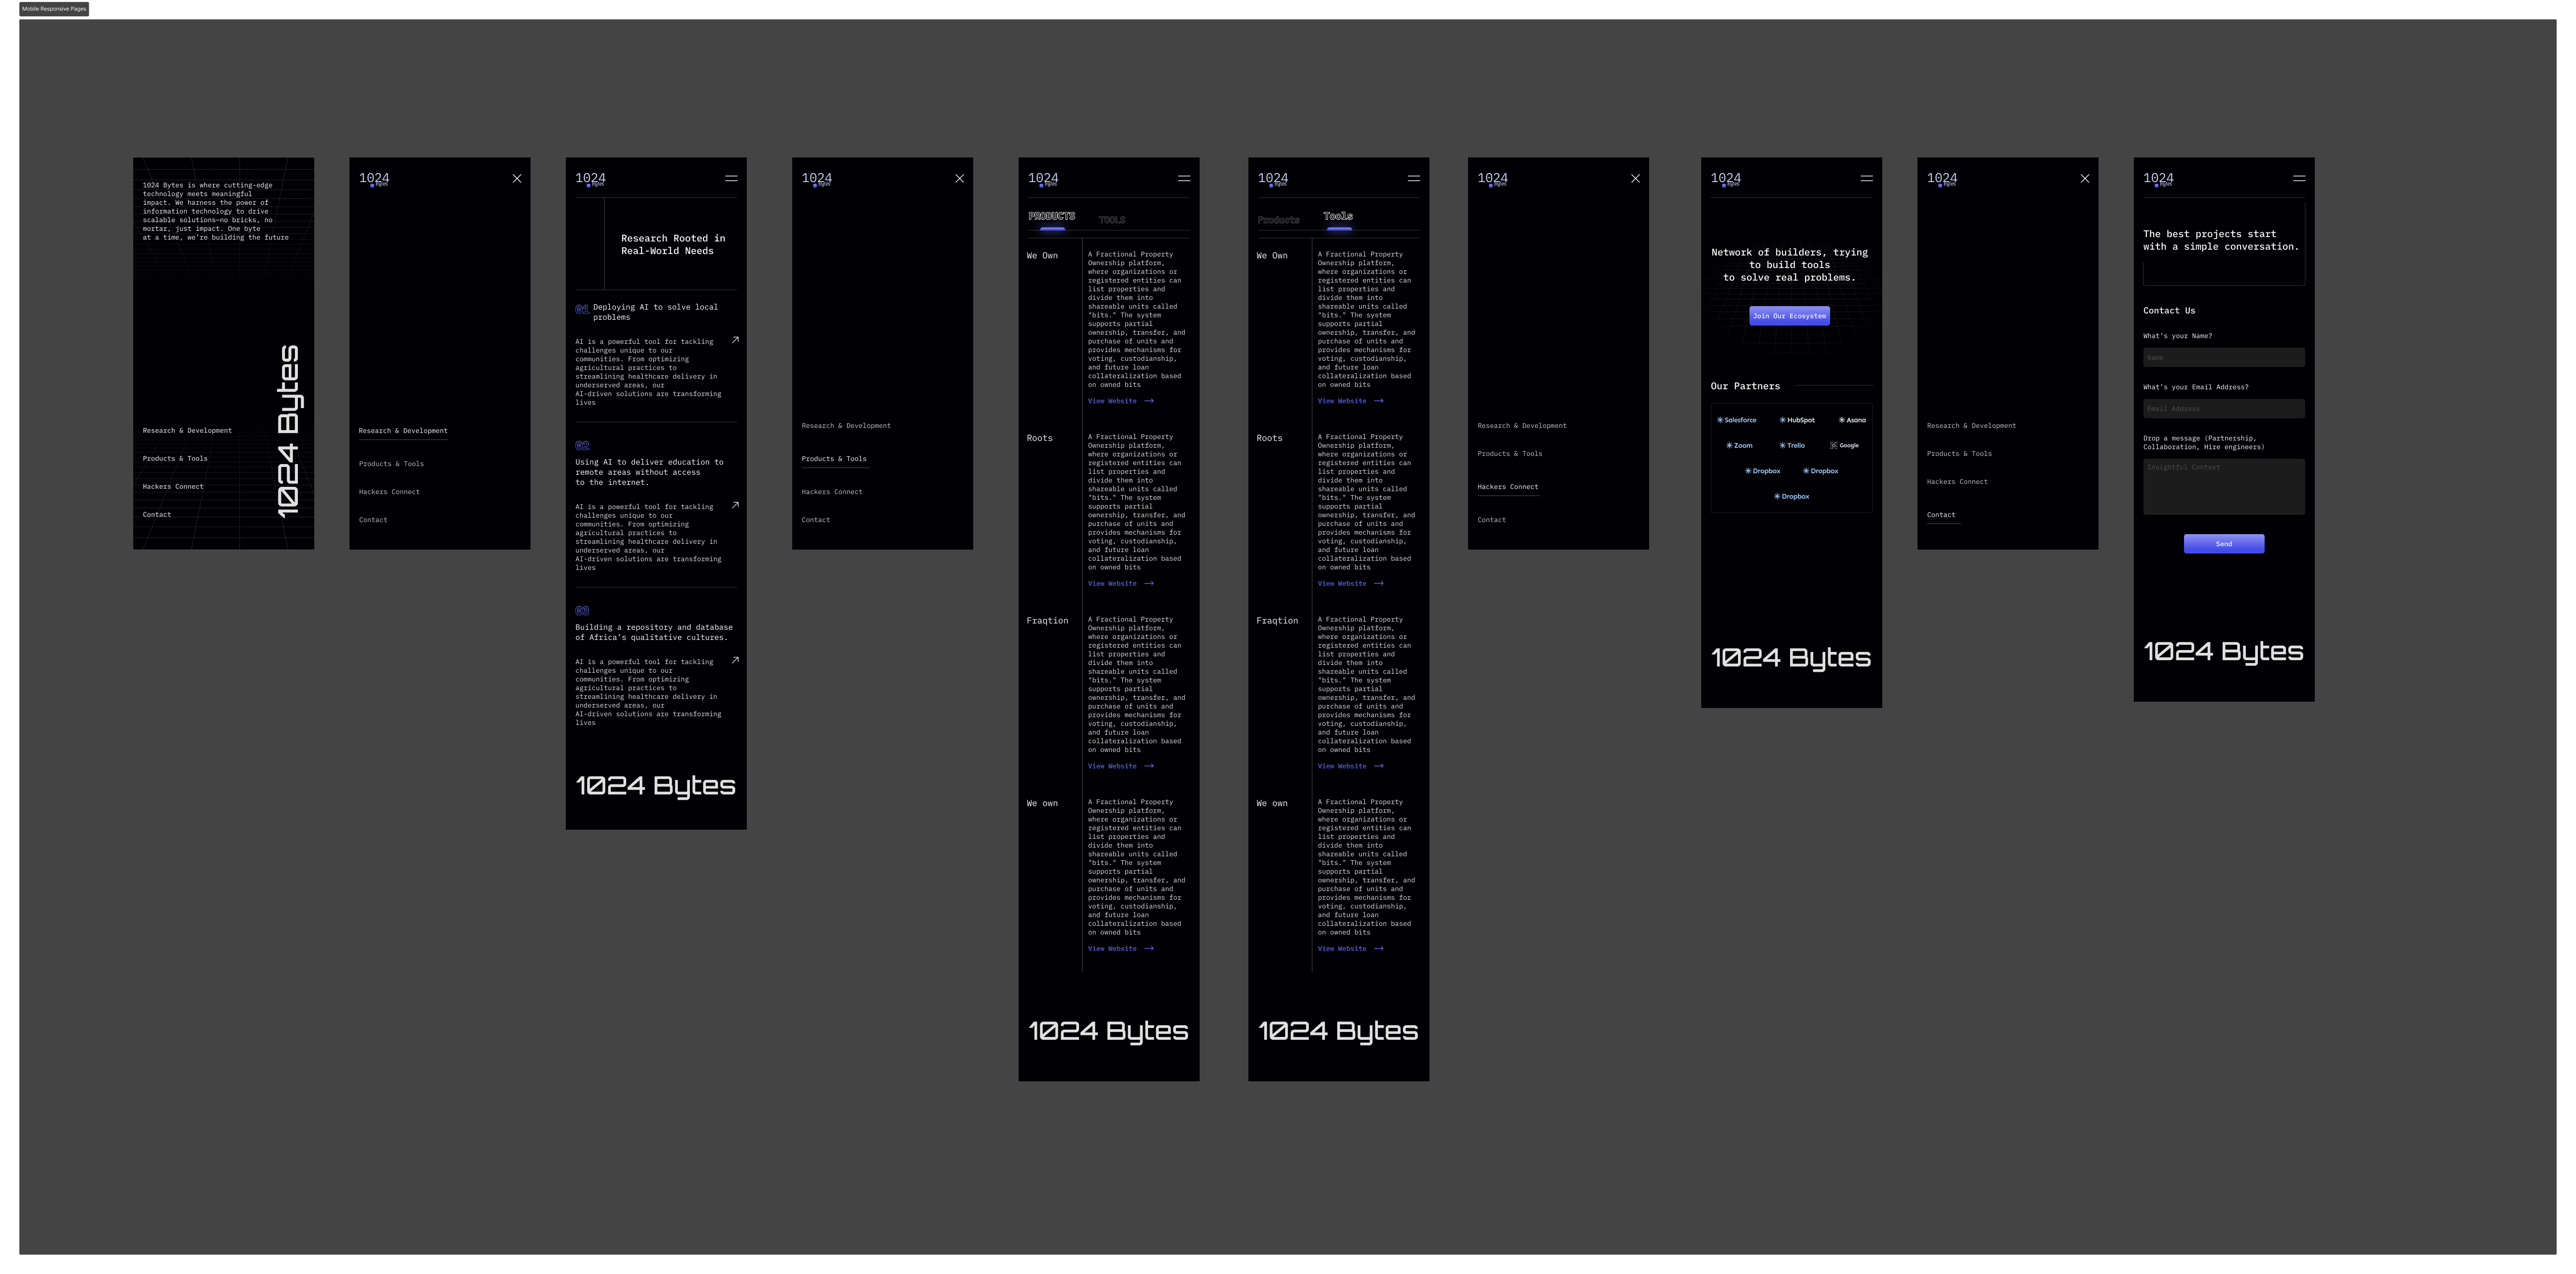 Mobile Responsive Pages
1024 Bytes is where cutting-edge
technology meets meaningful
impact. We harness the power of
information technology to drive
scalable solutions—no bricks, no
mortar, just impact. One byte
at a time, we're building the future
1024 Bytes
Research & Development
Products & Tools
Hackers Connect
Contact
1024
Bytes
Research & Development
Products & Tools
Hackers Connect
Contact
1024
Bytes
Research Rooted in
Real-World Needs
01
Deploying AI to solve local
problems
AI is a powerful tool for tackling
challenges unique to our
communities. From optimizing
agricultural practices to
streamlining healthcare delivery in
underserved areas, our
AI-driven solutions are transforming
lives
02
Using AI to deliver education to
remote areas without access
to the internet.
AI is a powerful tool for tackling
challenges unique to our
communities. From optimizing
agricultural practices to
streamlining healthcare delivery in
underserved areas, our
AI-driven solutions are transforming
lives
03
Building a repository and database
of Africa's qualitative cultures.
AI is a powerful tool for tackling
challenges unique to our
communities. From optimizing
agricultural practices to
streamlining healthcare delivery in
underserved areas, our
AI-driven solutions are transforming
lives
1024 Bytes
1024
Bytes
Research & Development
Products & Tools
Hackers Connect
Contact
1024
Bytes
PRODUCTS
TOOLS
We Own
A Fractional Property
Ownership platform,
where organizations or
registered entities can
list properties and
divide them into
shareable units called
"bits." The system
supports partial
ownership, transfer, and
purchase of units and
provides mechanisms for
voting, custodianship,
and future loan
collateralization based
on owned bits
View Website
Roots
A Fractional Property
Ownership platform,
where organizations or
registered entities can
list properties and
divide them into
shareable units called
"bits." The system
supports partial
ownership, transfer, and
purchase of units and
provides mechanisms for
voting, custodianship,
and future loan
collateralization based
on owned bits
View Website
Fraqtion
A Fractional Property
Ownership platform,
where organizations or
registered entities can
list properties and
divide them into
shareable units called
"bits." The system
supports partial
ownership, transfer, and
purchase of units and
provides mechanisms for
voting, custodianship,
and future loan
collateralization based
on owned bits
View Website
We own
A Fractional Property
Ownership platform,
where organizations or
registered entities can
list properties and
divide them into
shareable units called
"bits." The system
supports partial
ownership, transfer, and
purchase of units and
provides mechanisms for
voting, custodianship,
and future loan
collateralization based
on owned bits
View Website
1024 Bytes
1024
Bytes
Products
Tools
We Own
A Fractional Property
Ownership platform,
where organizations or
registered entities can
list properties and
divide them into
shareable units called
"bits." The system
supports partial
ownership, transfer, and
purchase of units and
provides mechanisms for
voting, custodianship,
and future loan
collateralization based
on owned bits
View Website
Roots
A Fractional Property
Ownership platform,
where organizations or
registered entities can
list properties and
divide them into
shareable units called
"bits." The system
supports partial
ownership, transfer, and
purchase of units and
provides mechanisms for
voting, custodianship,
and future loan
collateralization based
on owned bits
View Website
Fraqtion
A Fractional Property
Ownership platform,
where organizations or
registered entities can
list properties and
divide them into
shareable units called
"bits." The system
supports partial
ownership, transfer, and
purchase of units and
provides mechanisms for
voting, custodianship,
and future loan
collateralization based
on owned bits
View Website
We own
A Fractional Property
Ownership platform,
where organizations or
registered entities can
list properties and
divide them into
shareable units called
"bits." The system
supports partial
ownership, transfer, and
purchase of units and
provides mechanisms for
voting, custodianship,
and future loan
collateralization based
on owned bits
View Website
1024 Bytes
1024
Bytes
Research & Development
Products & Tools
Hackers Connect
Contact
1024
Bytes
Network of builders, trying
to build tools
to solve real problems.
Join Our Ecosystem
Our Partners
Salesforce HubSpot Asana
Zoom Trello Google
Dropbox Dropbox
Dropbox
1024 Bytes
1024
Bytes
Research & Development
Products & Tools
Hackers Connect
Contact
1024
Bytes
The best projects start
with a simple conversation.
Contact Us
What's your Name?
Name
What's your Email Address?
Email Address
Drop a message (Partnership,
Collaboration, Hire engineers)
Insightful Context
Send
1024 Bytes